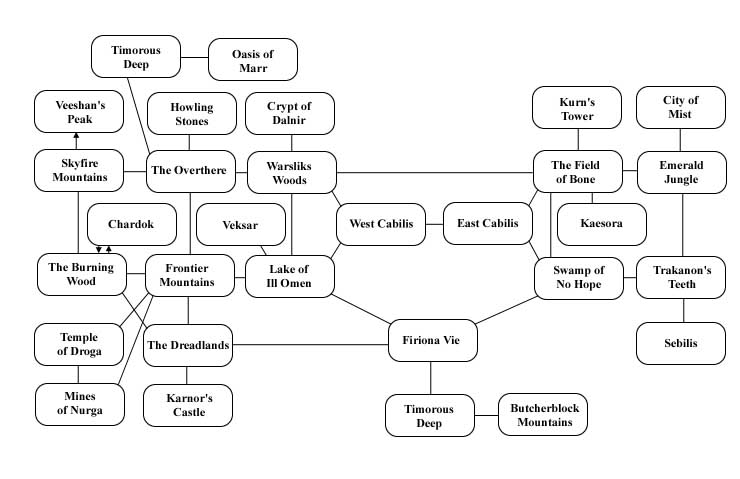 Timorous
Deep
Oasis of
Marr
Veeshan's
Peak
Howling
Stones
Crypt of
Dalnir
Kurn's
Tower
City of
Mist
Skyfire
Mountains
The Overthere
Warsliks
Woods
The Field
of Bone
Emerald
Jungle
Chardok
Veksar
West Cabilis
East Cabilis
Kaesora
The Burning
Wood
Frontier
Mountains
Lake of
Ill Omen
Swamp of
No Hope
Trakanon's
Teeth
Temple
of Droga
The Dreadlands
Firiona Vie
Sebilis
Mines
of Nurga
Karnor's
Castle
Timorous
Deep
Butcherblock
Mountains